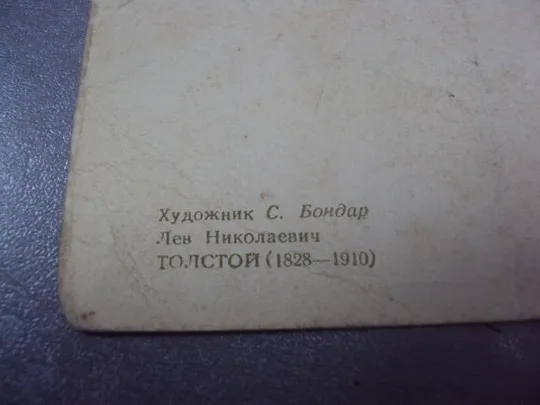 Художник С. Бондар
Лев Николаевич
ТОЛСТОЙ (1828—1910)